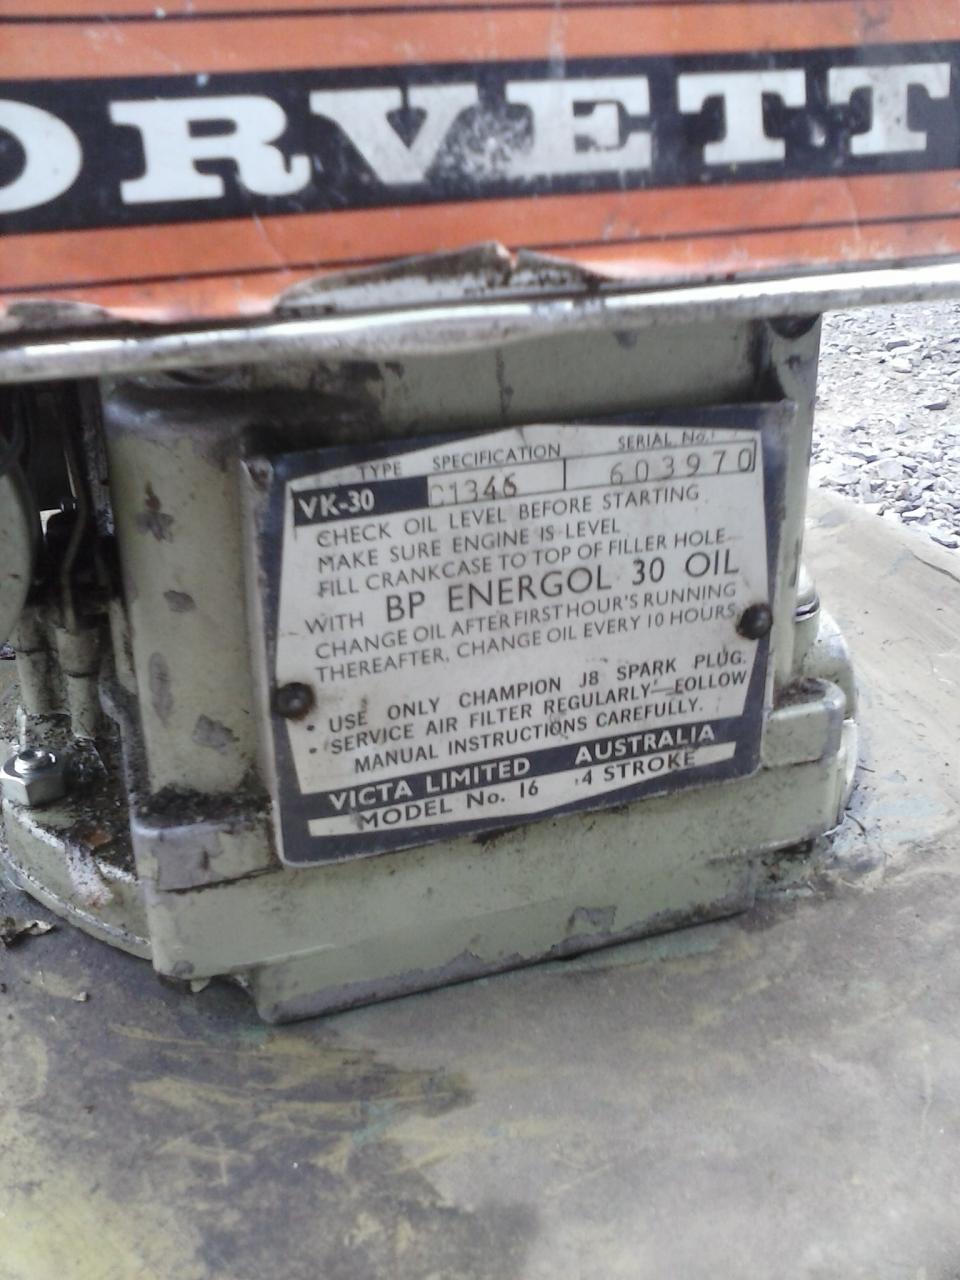 ORVETT
TYPE SPECIFICATION SERIAL No.
VK-30 C1346 603970
CHECK OIL LEVEL BEFORE STARTING
MAKE SURE ENGINE IS LEVEL
FILL CRANKCASE TO TOP OF FILLER HOLE
WITH BP ENERGOL 30 OIL
CHANGE OIL AFTER FIRST HOUR'S RUNNING
THEREAFTER, CHANGE OIL EVERY 10 HOURS.
• USE ONLY CHAMPION J8 SPARK PLUG.
• SERVICE AIR FILTER REGULARLY—FOLLOW
MANUAL INSTRUCTIONS CAREFULLY.
VICTA LIMITED AUSTRALIA
MODEL No. 16 4 STROKE